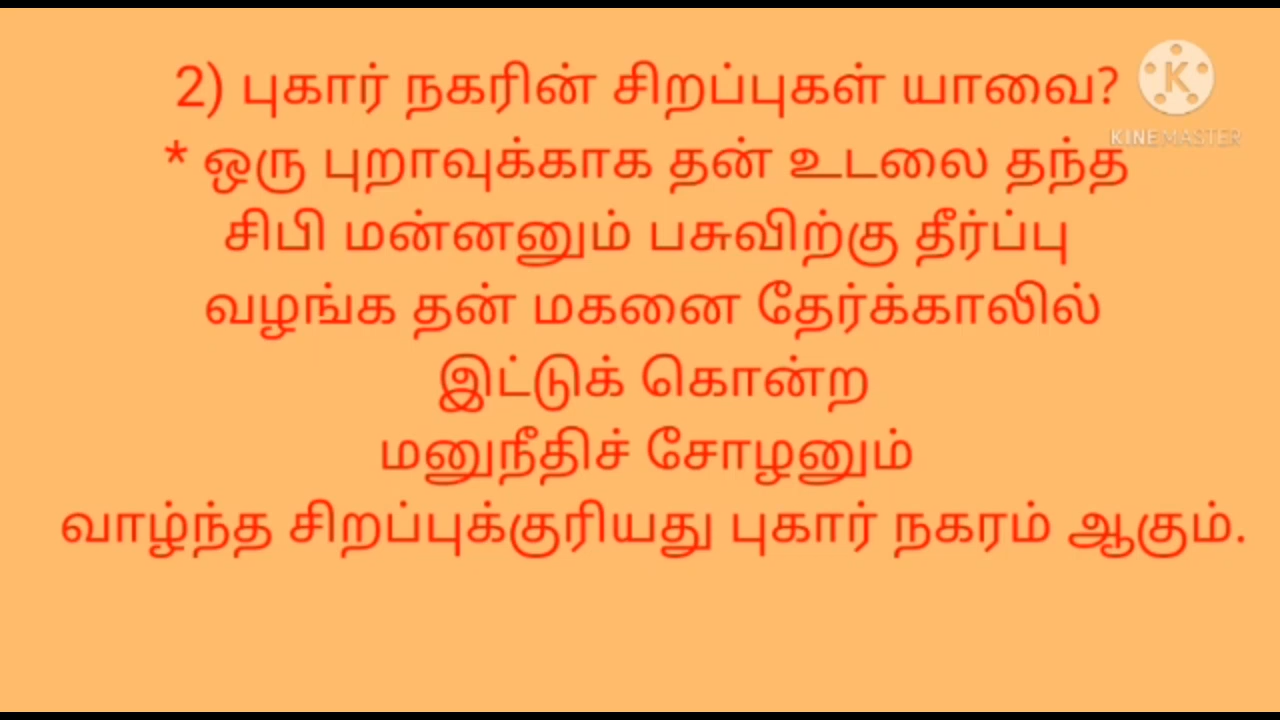 2) புகார் நகரின் சிறப்புகள் யாவை?
KINEMASTER
* ஒரு புறாவுக்காக தன் உடலை தந்த
சிபி மன்னனும் பசுவிற்கு தீர்ப்பு
வழங்க தன் மகனை தேர்க்காலில்
இட்டுக் கொன்ற
மனுநீதிச் சோழனும்
வாழ்ந்த சிறப்புக்குரியது புகார் நகரம் ஆகும்.